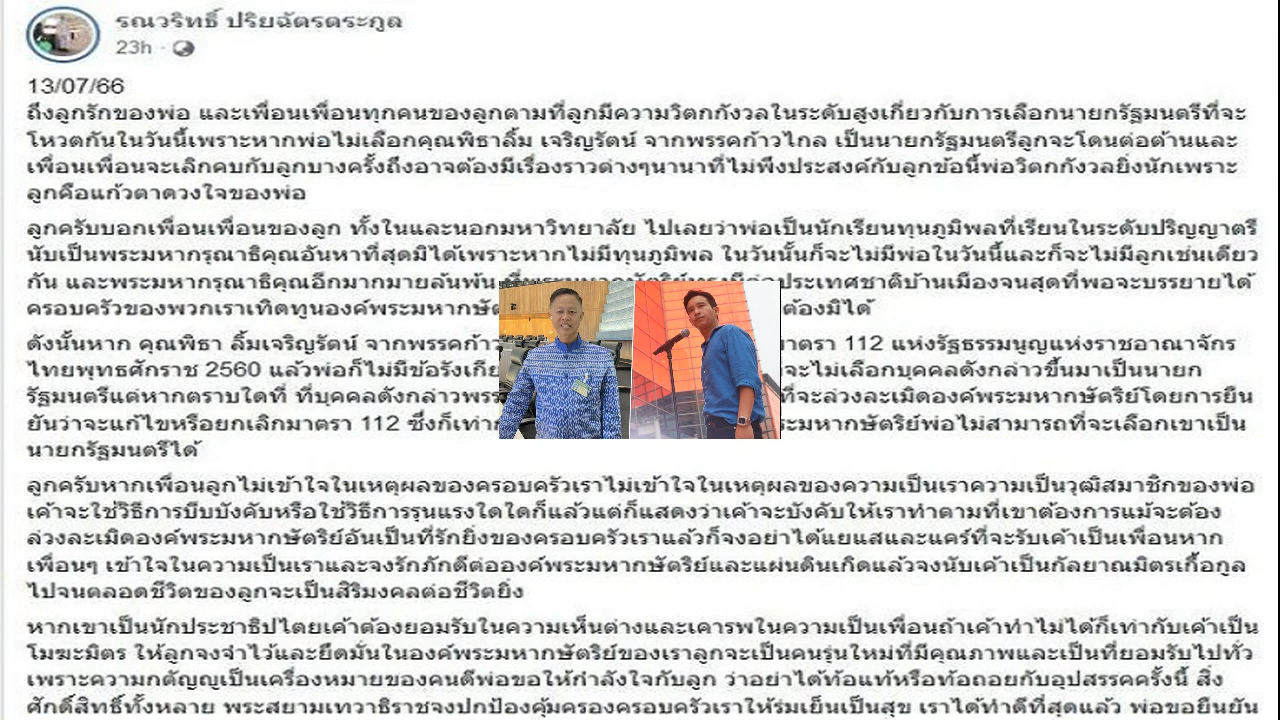 รณวริทธิ์ ปริยฉัตรตระกูล
23h
13/07/66
ถึงลูกรักของพ่อ และเพื่อนเพื่อนทุกคนของลูกตามที่ลูกมีความวิตกกังวลในระดับสูงเกี่ยวกับการเลือกนายกรัฐมนตรีที่จะ
โหวตกันในวันนี้เพราะหากพ่อไม่เลือกคุณพิธาลิ้ม เจริญรัตน์ จากพรรคก้าวไกล เป็นนายกรัฐมนตรีลูกจะโดนต่อต้านและ
เพื่อนเพื่อนจะเลิกคบกับลูกบางครั้งถึงอาจต้องมีเรื่องราวต่างๆนานาที่ไม่พึงประสงค์กับลูกข้อนี้พ่อวิตกกังวลยิ่งนักเพราะ
ลูกคือแก้วตาดวงใจของพ่อ
ลูกครับบอกเพื่อนเพื่อนของลูก ทั้งในและนอกมหาวิทยาลัย ไปเลยว่าพ่อเป็นนักเรียนทุนภูมิพลที่เรียนในระดับปริญญาตรี
นับเป็นพระมหากรุณาธิคุณอันหาที่สุดมิได้เพราะหากไม่มีทุนภูมิพล ในวันนั้นก็จะไม่มีพ่อในวันนี้และก็จะไม่มีลูกเช่นเดียว
กัน และพระมหากรุณาธิคุณอีกมากมายล้นพ้น ประเทศชาติบ้านเมืองจนสุดที่พอจะบรรยายได้
ครอบครัวของพวกเราเทิดทูนองค์พระมหากษัต ต้องมิได้
ดังนั้นหาก คุณพิธา ลิ้มเจริญรัตน์ จากพรรคก้าว าตรา 112 แห่งรัฐธรรมนูญแห่งราชอาณาจักร
ไทยพุทธศักราช 2560 แล้วพ่อก็ไม่มีข้อรังเกีย จะไม่เลือกบุคคลดังกล่าวขึ้นมาเป็นนายก
รัฐมนตรีแต่หากตราบใดที่ ที่บุคคลดังกล่าวพรร ที่จะล่วงละเมิดองค์พระมหากษัตริย์โดยการยืน
ยันว่าจะแก้ไขหรือยกเลิกมาตรา 112 ซึ่งก็เท่าก ระมหากษัตริย์พ่อไม่สามารถที่จะเลือกเขาเป็น
นายกรัฐมนตรีได้
ลูกครับหากเพื่อนลูกไม่เข้าใจในเหตุผลของครอบครัวเราไม่เข้าใจในเหตุผลของความเป็นเราความเป็นวุฒิสมาชิกของพ่อ
เค้าจะใช้วิธีการบีบบังคับหรือใช้วิธีการรุนแรงใดใดก็แล้วแต่ก็แสดงว่าเค้าจะบังคับให้เราทำตามที่เขาต้องการแม้จะต้อง
ล่วงละเมิดองค์พระมหากษัตริย์อันเป็นที่รักยิ่งของครอบครัวเราแล้วก็จงอย่าได้แยแสและแคร์ที่จะรับเค้าเป็นเพื่อนหาก
เพื่อนๆ เข้าใจในความเป็นเราและจงรักภักดีต่อองค์พระมหากษัตริย์และแผ่นดินเกิดแล้วจงนับเค้าเป็นกัลยาณมิตรเกื้อกูล
ไปจนตลอดชีวิตของลูกจะเป็นสิริมงคลต่อชีวิตยิ่ง
หากเขาเป็นนักประชาธิปไตยเค้าต้องยอมรับในความเห็นต่างและเคารพในความเป็นเพื่อนถ้าเค้าทำไม่ได้ก็เท่ากับเค้าเป็น
โมฆะมิตร ให้ลูกจงจำไว้และยึดมั่นในองค์พระมหากษัตริย์ของเราลูกจะเป็นคนรุ่นใหม่ที่มีคุณภาพและเป็นที่ยอมรับไปทั่ว
เพราะความกตัญญูเป็นเครื่องหมายของคนดีพ่อขอให้กำลังใจกับลูก ว่าอย่าได้ท้อแท้หรือท้อถอยกับอุปสรรคครั้งนี้ สิ่ง
ศักดิ์สิทธิ์ทั้งหลาย พระสยามเทวาธิราชจงปกป้องคุ้มครองครอบครัวเราให้ร่มเย็นเป็นสุข เราได้ทำดีที่สุดแล้ว พ่อขอยืนยัน